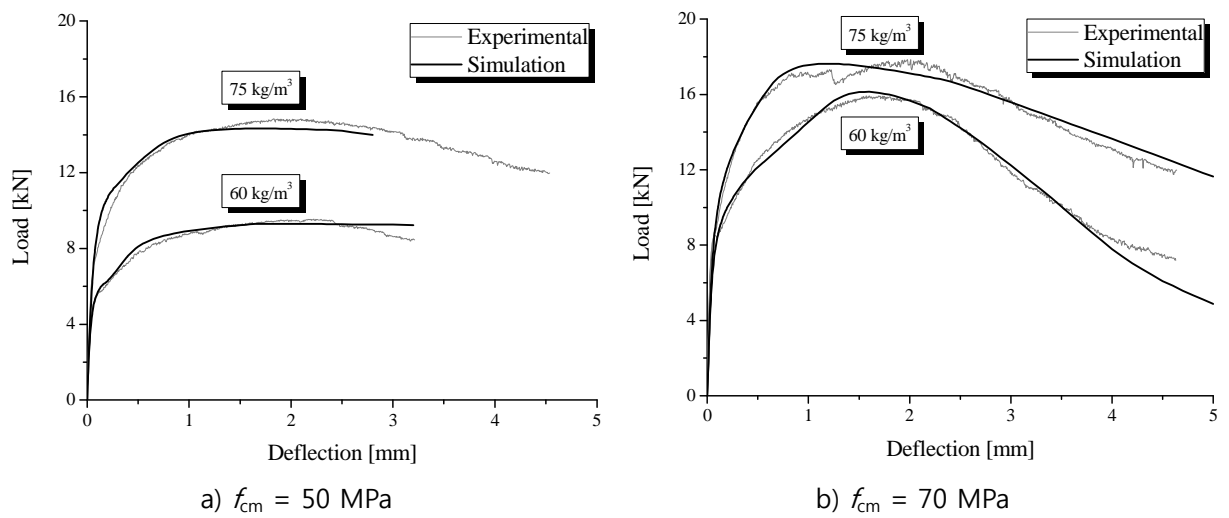 20
16
12
8
4
0
Load [kN]
Experimental
Simulation
75 kg/m³
60 kg/m³
0 1 2 3 4 5
Deflection [mm]
a) fcm = 50 MPa
20
16
12
8
4
0
Load [kN]
75 kg/m³
Experimental
Simulation
60 kg/m³
0 1 2 3 4 5
Deflection [mm]
b) fcm = 70 MPa